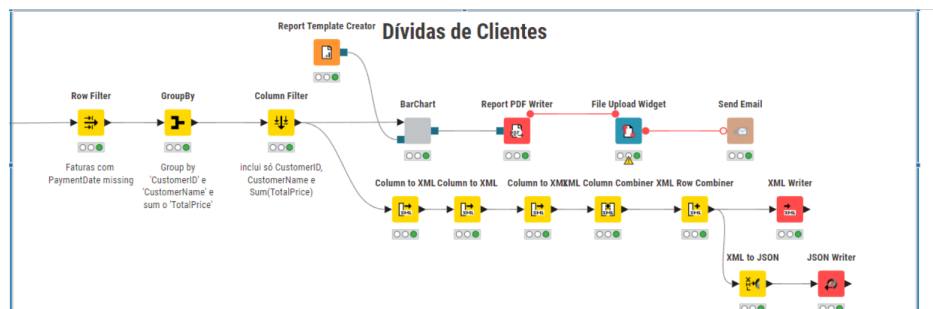 Report Template Creator
Dívidas de Clientes
Row Filter
GroupBy
Column Filter
BarChart
Report PDF Writer
File Upload Widget
Send Email
Faturas com
PaymentDate missing
Group by
'CustomerID' e
'CustomerName' e
sum o 'TotalPrice'
inclui só CustomerID,
CustomerName e
Sum(TotalPrice)
Column to XML
Column to XML
Column to XML
XML Column Combiner
XML Row Combiner
XML Writer
XML to JSON
JSON Writer